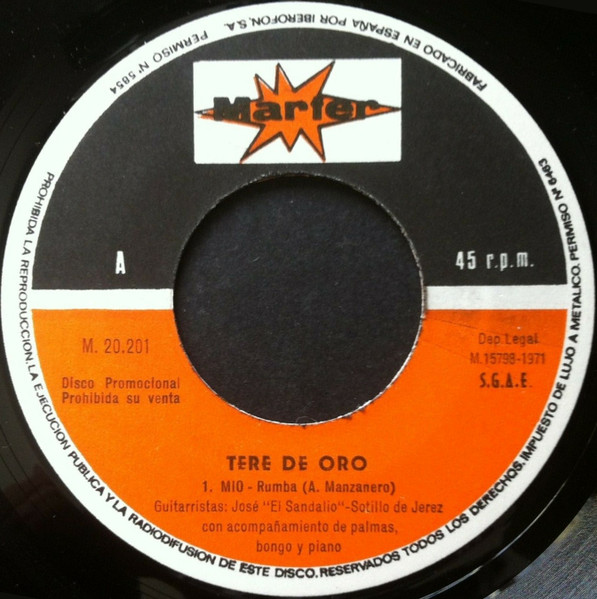 FABRICADO EN ESPAÑA POR IBEROFON, S.A.
PERMISO Nº 5854
Marfer
A
45 r.p.m.
M. 20.201
Disco Promocional
Prohibida su venta
Dep. Legal
M.15798-1971
S.G.A.E.
TERE DE ORO
1. MIO - Rumba (A. Manzanero)
Guitarristas: José "El Sandalio"-Sotillo de Jerez
con acompañamiento de palmas,
bongo y piano
PROHIBIDA LA REPRODUCCION, LA EJECUCION PUBLICA Y LA RADIODIFUSION DE ESTE DISCO. RESERVADOS TODOS LOS DERECHOS. IMPUESTO DE LUJO A METALICO. PERMISO Nº 6463